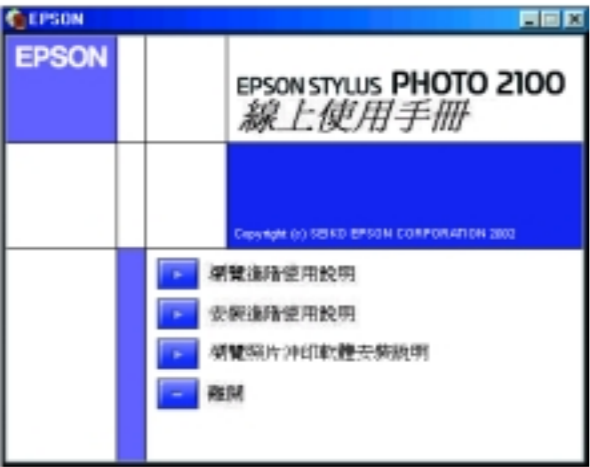 EPSON
EPSON
EPSON STYLUS PHOTO 2100
線上使用手冊
Copyright (c) SEIKO EPSON CORPORATION 2002
瀏覽進階使用說明
安裝進階使用說明
瀏覽照片沖印軟體安裝說明
離開